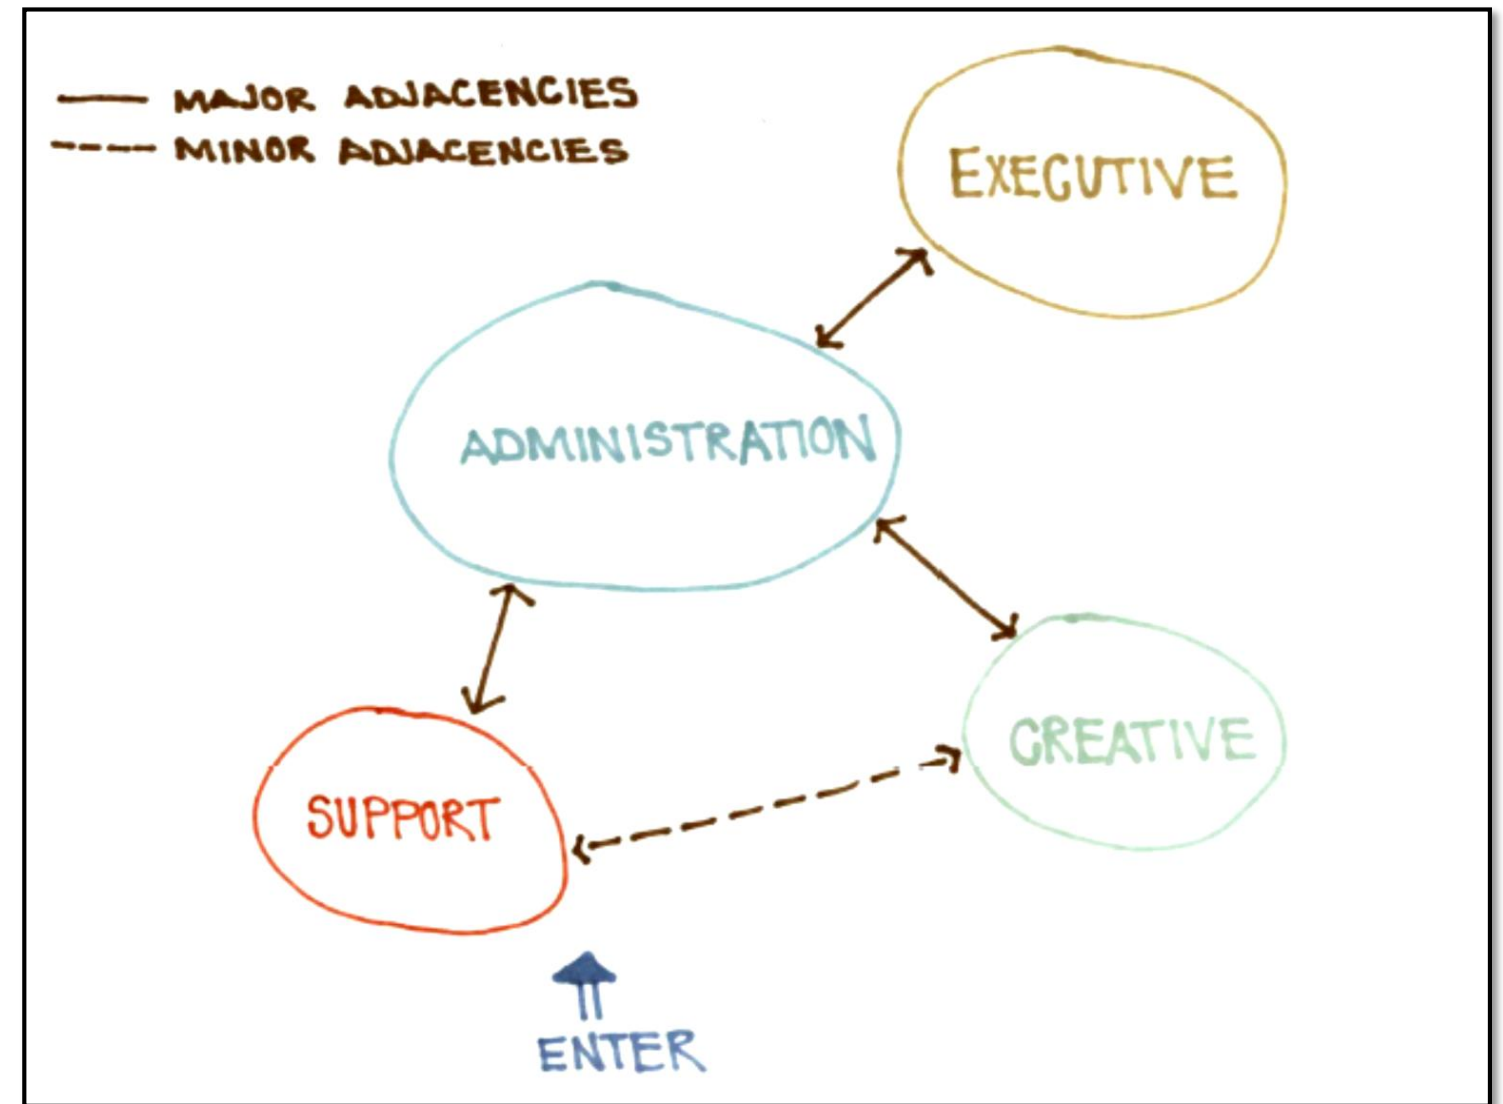 MAJOR ADJACENCIES
MINOR ADJACENCIES
EXECUTIVE
ADMINISTRATION
CREATIVE
SUPPORT
ENTER